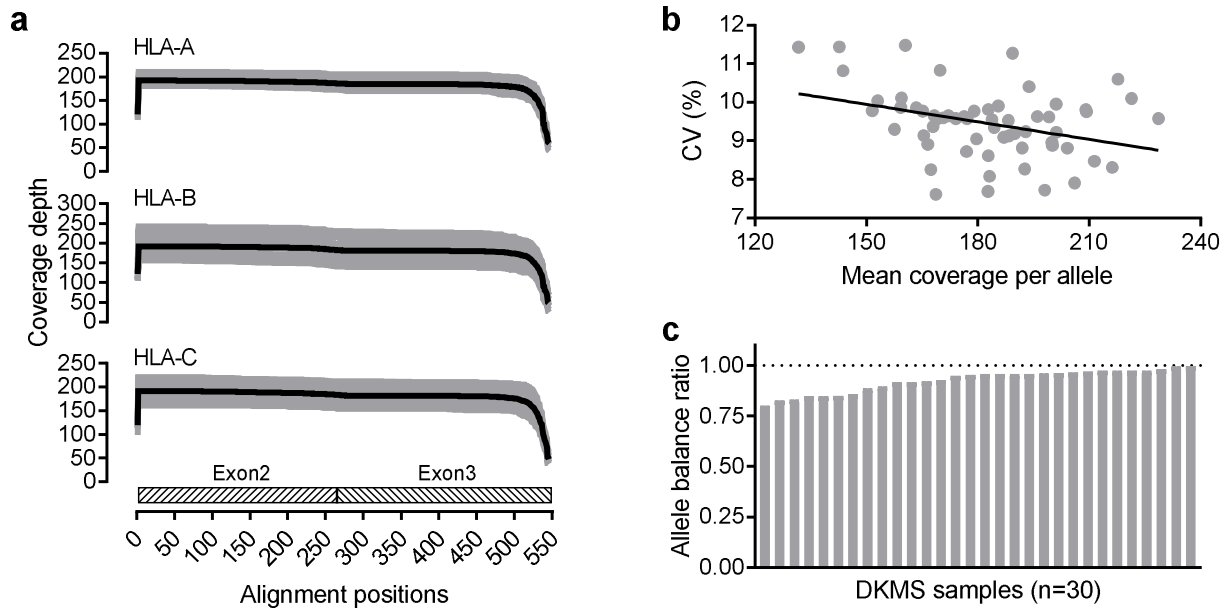 a
Coverage depth
HLA-A
250
200
150
100
50
0
HLA-B
300
250
200
150
100
50
0
HLA-C
250
200
150
100
50
0
Exon2 Exon3
0 50 100 150 200 250 300 350 400 450 500 550
Alignment positions
b
CV (%)
12
11
10
9
8
7
120 150 180 210 240
Mean coverage per allele
c
Allele balance ratio
1.00
0.75
0.50
0.25
0.00
DKMS samples (n=30)